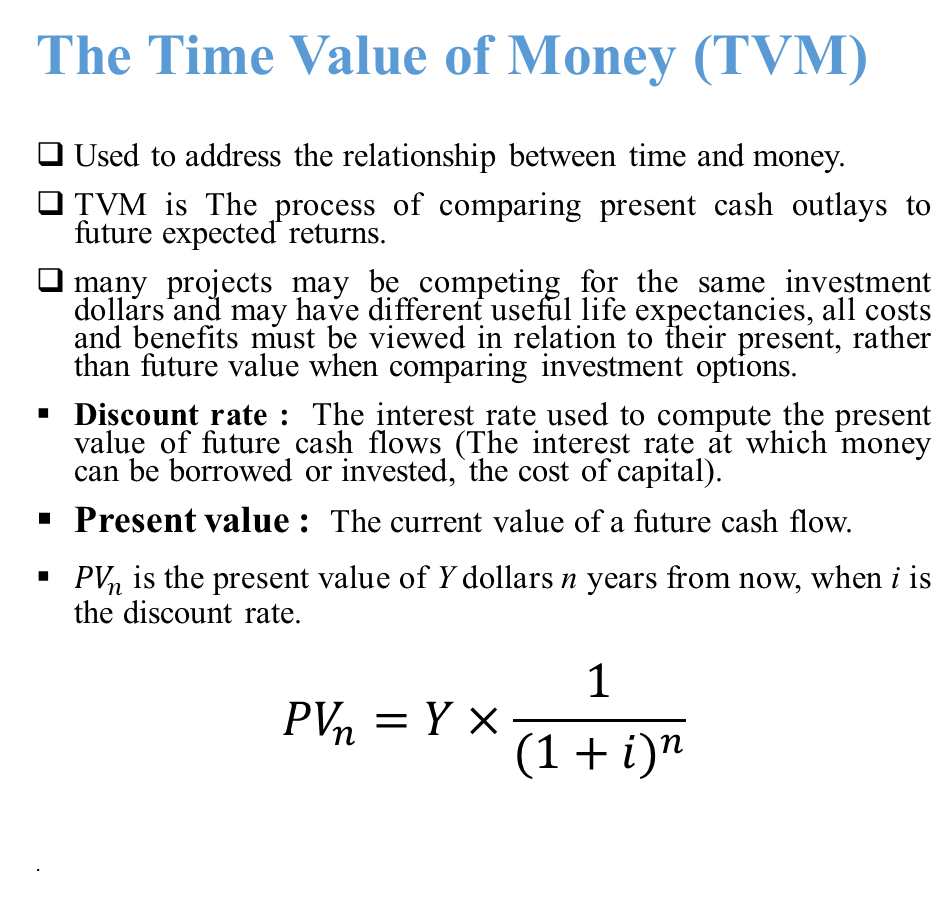 The Time Value of Money (TVM)
❑ Used to address the relationship between time and money.
❑ TVM is The process of comparing present cash outlays to
future expected returns.
❑ many projects may be competing for the same investment
dollars and may have different useful life expectancies, all costs
and benefits must be viewed in relation to their present, rather
than future value when comparing investment options.
▪ Discount rate : The interest rate used to compute the present
value of future cash flows (The interest rate at which money
can be borrowed or invested, the cost of capital).
▪ Present value : The current value of a future cash flow.
▪ PVₙ is the present value of Y dollars n years from now, when i is
the discount rate.
PVₙ = Y × 1/(1 + i)ⁿ
.